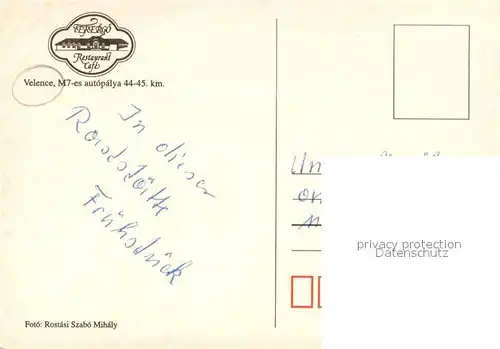 TEKERGŐ
Restaurant
Café
Velence, M7-es autópálya 44-45. km.
In dieser
Raststätte
Frühstück
Fotó: Rostási Szabó Mihály
privacy protection
Datenschutz